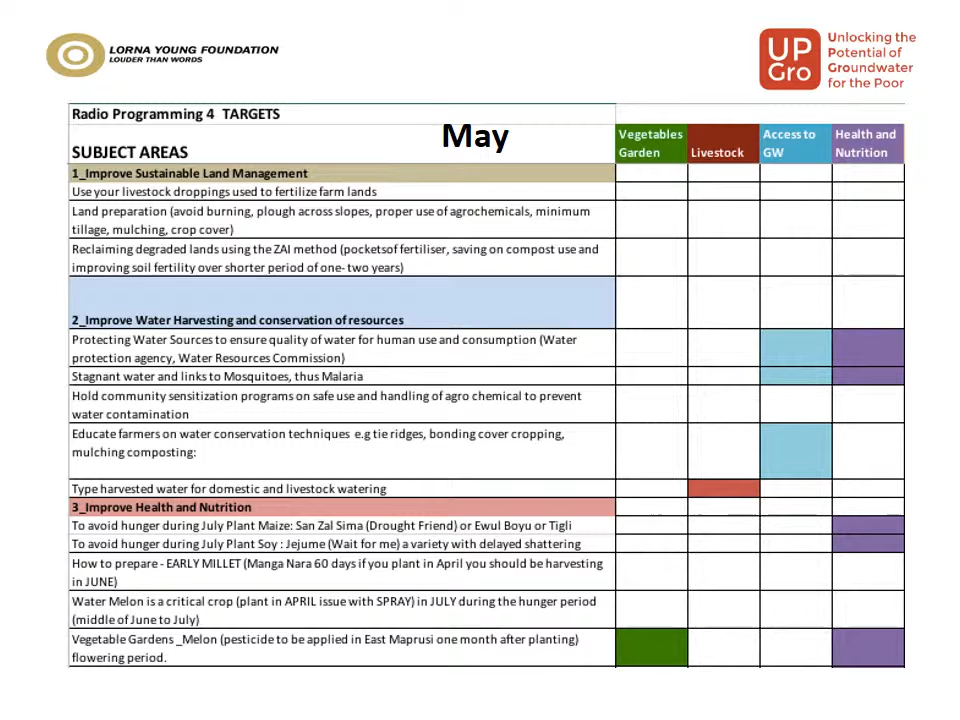 LORNA YOUNG FOUNDATION
LOUDER THAN WORDS
UP
Gro
Unlocking the
Potential of
Groundwater
for the Poor
Radio Programming 4 TARGETS
May
SUBJECT AREAS
Vegetables
Garden
Livestock
Access to
GW
Health and
Nutrition
1_Improve Sustainable Land Management
Use your livestock droppings used to fertilize farm lands
Land preparation (avoid burning, plough across slopes, proper use of agrochemicals, minimum
tillage, mulching, crop cover)
Reclaiming degraded lands using the ZAI method (pocketsof fertiliser, saving on compost use and
improving soil fertility over shorter period of one- two years)
2_Improve Water Harvesting and conservation of resources
Protecting Water Sources to ensure quality of water for human use and consumption (Water
protection agency, Water Resources Commission)
Stagnant water and links to Mosquitoes, thus Malaria
Hold community sensitization programs on safe use and handling of agro chemical to prevent
water contamination
Educate farmers on water conservation techniques e.g tie ridges, bonding cover cropping,
mulching composting:
Type harvested water for domestic and livestock watering
3_Improve Health and Nutrition
To avoid hunger during July Plant Maize: San Zal Sima (Drought Friend) or Ewul Boyu or Tigli
To avoid hunger during July Plant Soy : Jejume (Wait for me) a variety with delayed shattering
How to prepare - EARLY MILLET (Manga Nara 60 days if you plant in April you should be harvesting
in JUNE)
Water Melon is a critical crop (plant in APRIL issue with SPRAY) in JULY during the hunger period
(middle of June to July)
Vegetable Gardens _Melon (pesticide to be applied in East Maprusi one month after planting)
flowering period.